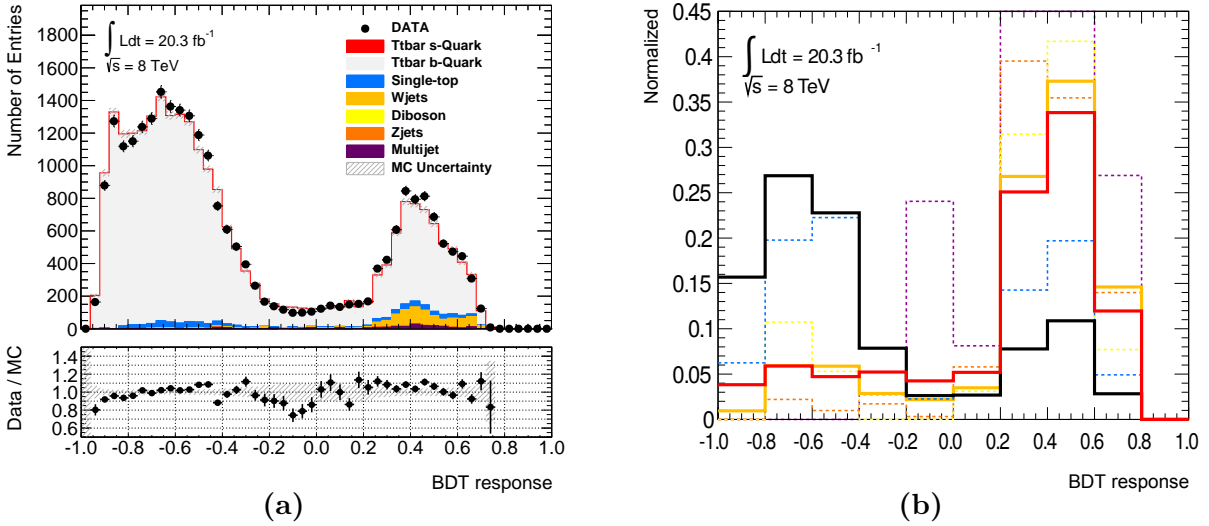 Number of Entries
1800
1600
1400
1200
1000
800
600
400
200
0
∫ Ldt = 20.3 fb-1
√s = 8 TeV
DATA
Ttbar s-Quark
Ttbar b-Quark
Single-top
Wjets
Diboson
Zjets
Multijet
MC Uncertainty
Data / MC
1.4
1.2
1.0
0.8
0.6
-1.0 -0.8 -0.6 -0.4 -0.2 0.0 0.2 0.4 0.6 0.8 1.0
BDT response
(a)
Normalized
0.45
0.4
0.35
0.3
0.25
0.2
0.15
0.1
0.05
0
∫ Ldt = 20.3 fb-1
√s = 8 TeV
-1.0 -0.8 -0.6 -0.4 -0.2 0.0 0.2 0.4 0.6 0.8 1.0
BDT response
(b)